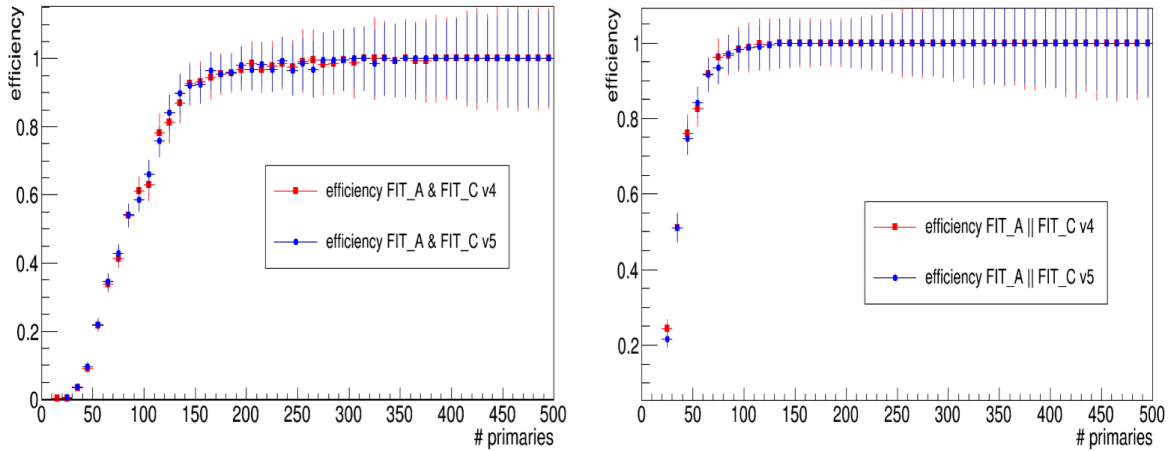 efficiency
1
0.8
0.6
0.4
0.2
0
efficiency FIT_A & FIT_C v4
efficiency FIT_A & FIT_C v5
0 50 100 150 200 250 300 350 400 450 500
# primaries
efficiency
1
0.8
0.6
0.4
0.2
efficiency FIT_A || FIT_C v4
efficiency FIT_A || FIT_C v5
0 50 100 150 200 250 300 350 400 450 500
# primaries